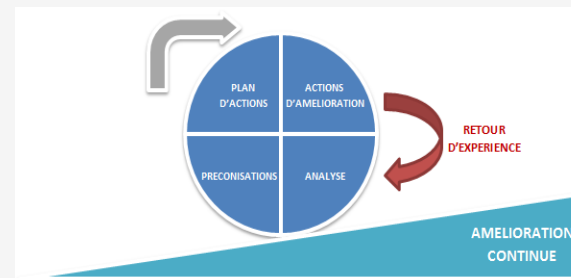 PLAN
D'ACTIONS
ACTIONS
D'AMELIORATION
RETOUR
D'EXPERIENCE
PRECONISATIONS
ANALYSE
AMELIORATION
CONTINUE